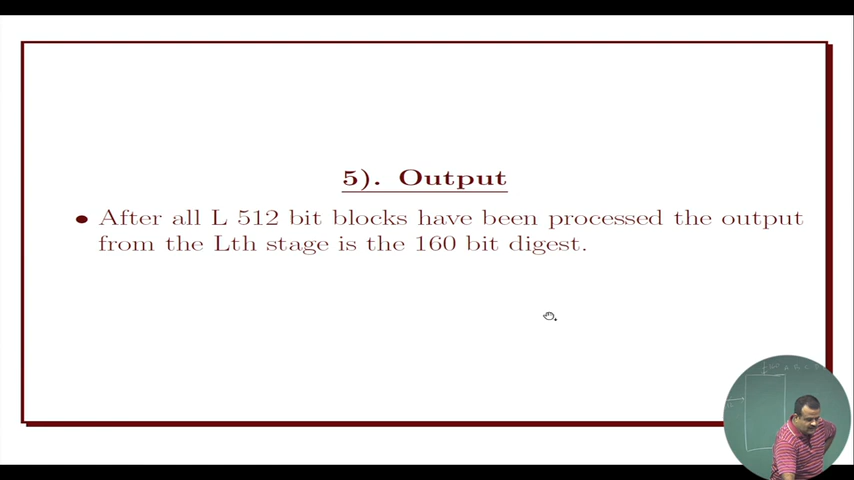 5). Output
● After all L 512 bit blocks have been processed the output
from the Lth stage is the 160 bit digest.